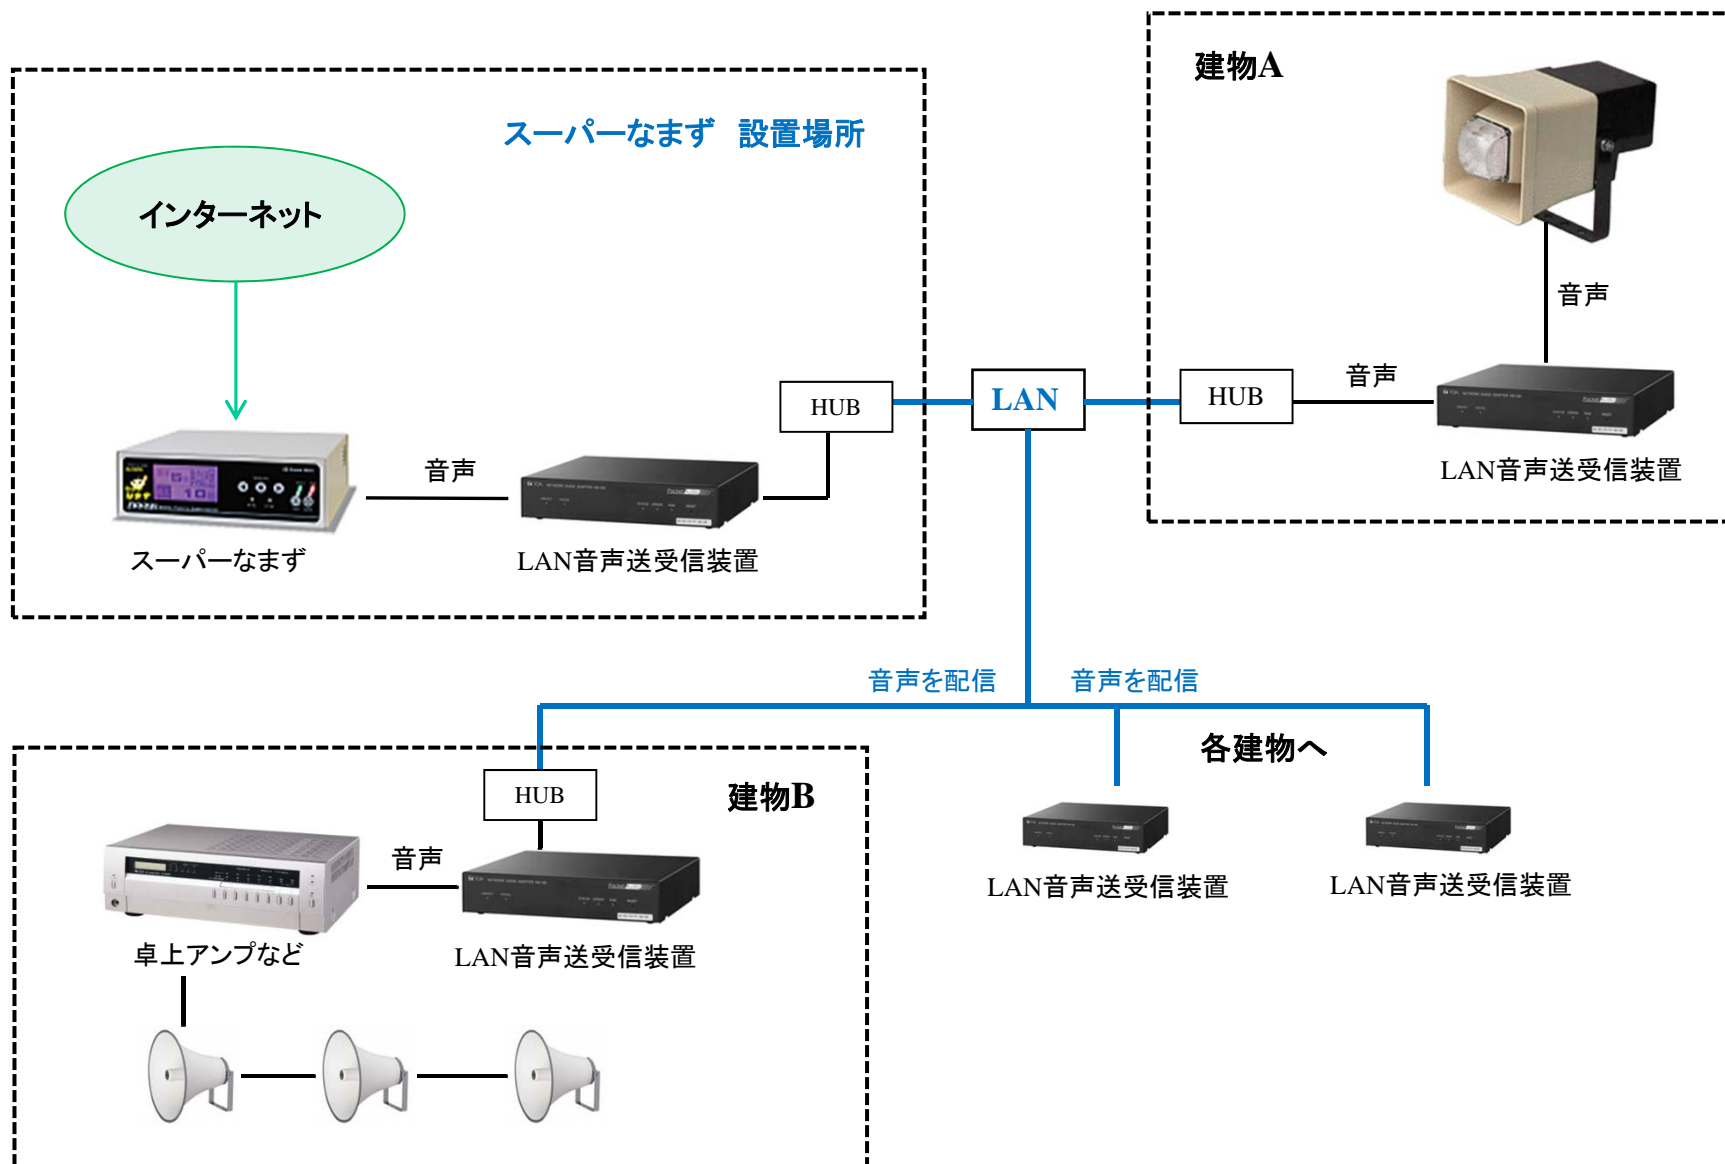 建物A
スーパーなまず 設置場所
インターネット
音声
HUB
LAN
HUB
音声
LAN音声送受信装置
音声
スーパーなまず
LAN音声送受信装置
音声を配信
音声を配信
各建物へ
建物B
HUB
音声
卓上アンプなど
LAN音声送受信装置
LAN音声送受信装置
LAN音声送受信装置